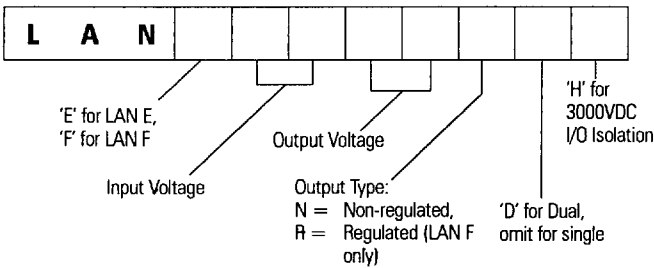 L A N
'H' for
3000VDC
I/O Isolation
'E' for LAN E,
'F' for LAN F
Output Voltage
Input Voltage
Output Type:
N = Non-regulated,
R = Regulated (LAN F
only)
'D' for Dual,
omit for single